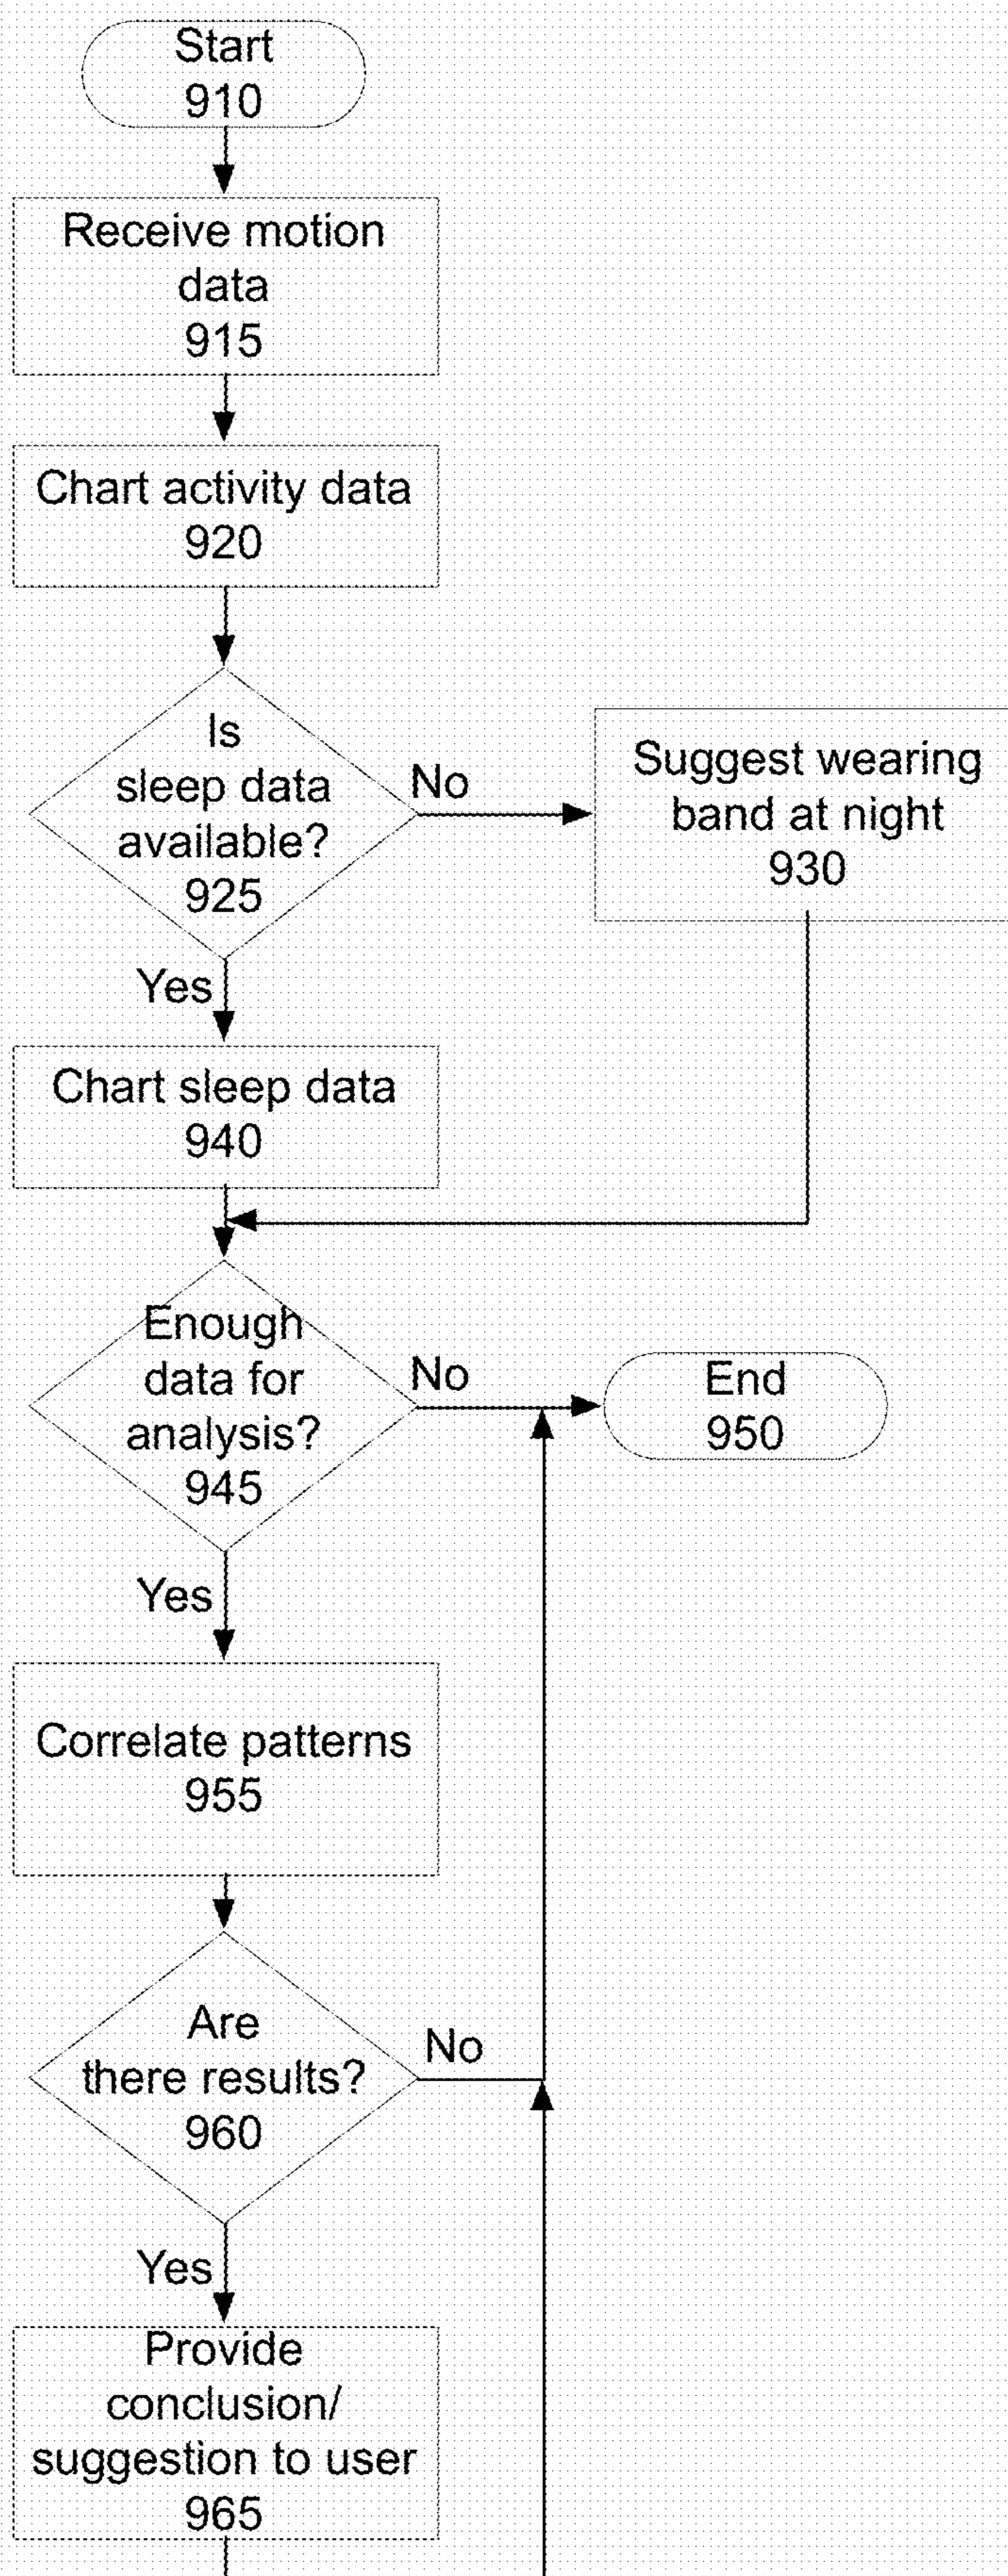 Start
910
Receive motion
data
915
Chart activity data
920
Is
sleep data
available?
925
No
Suggest wearing
band at night
930
Yes
Chart sleep data
940
Enough
data for
analysis?
945
No
End
950
Yes
Correlate patterns
955
Are
there results?
960
No
Yes
Provide
conclusion/
suggestion to user
965